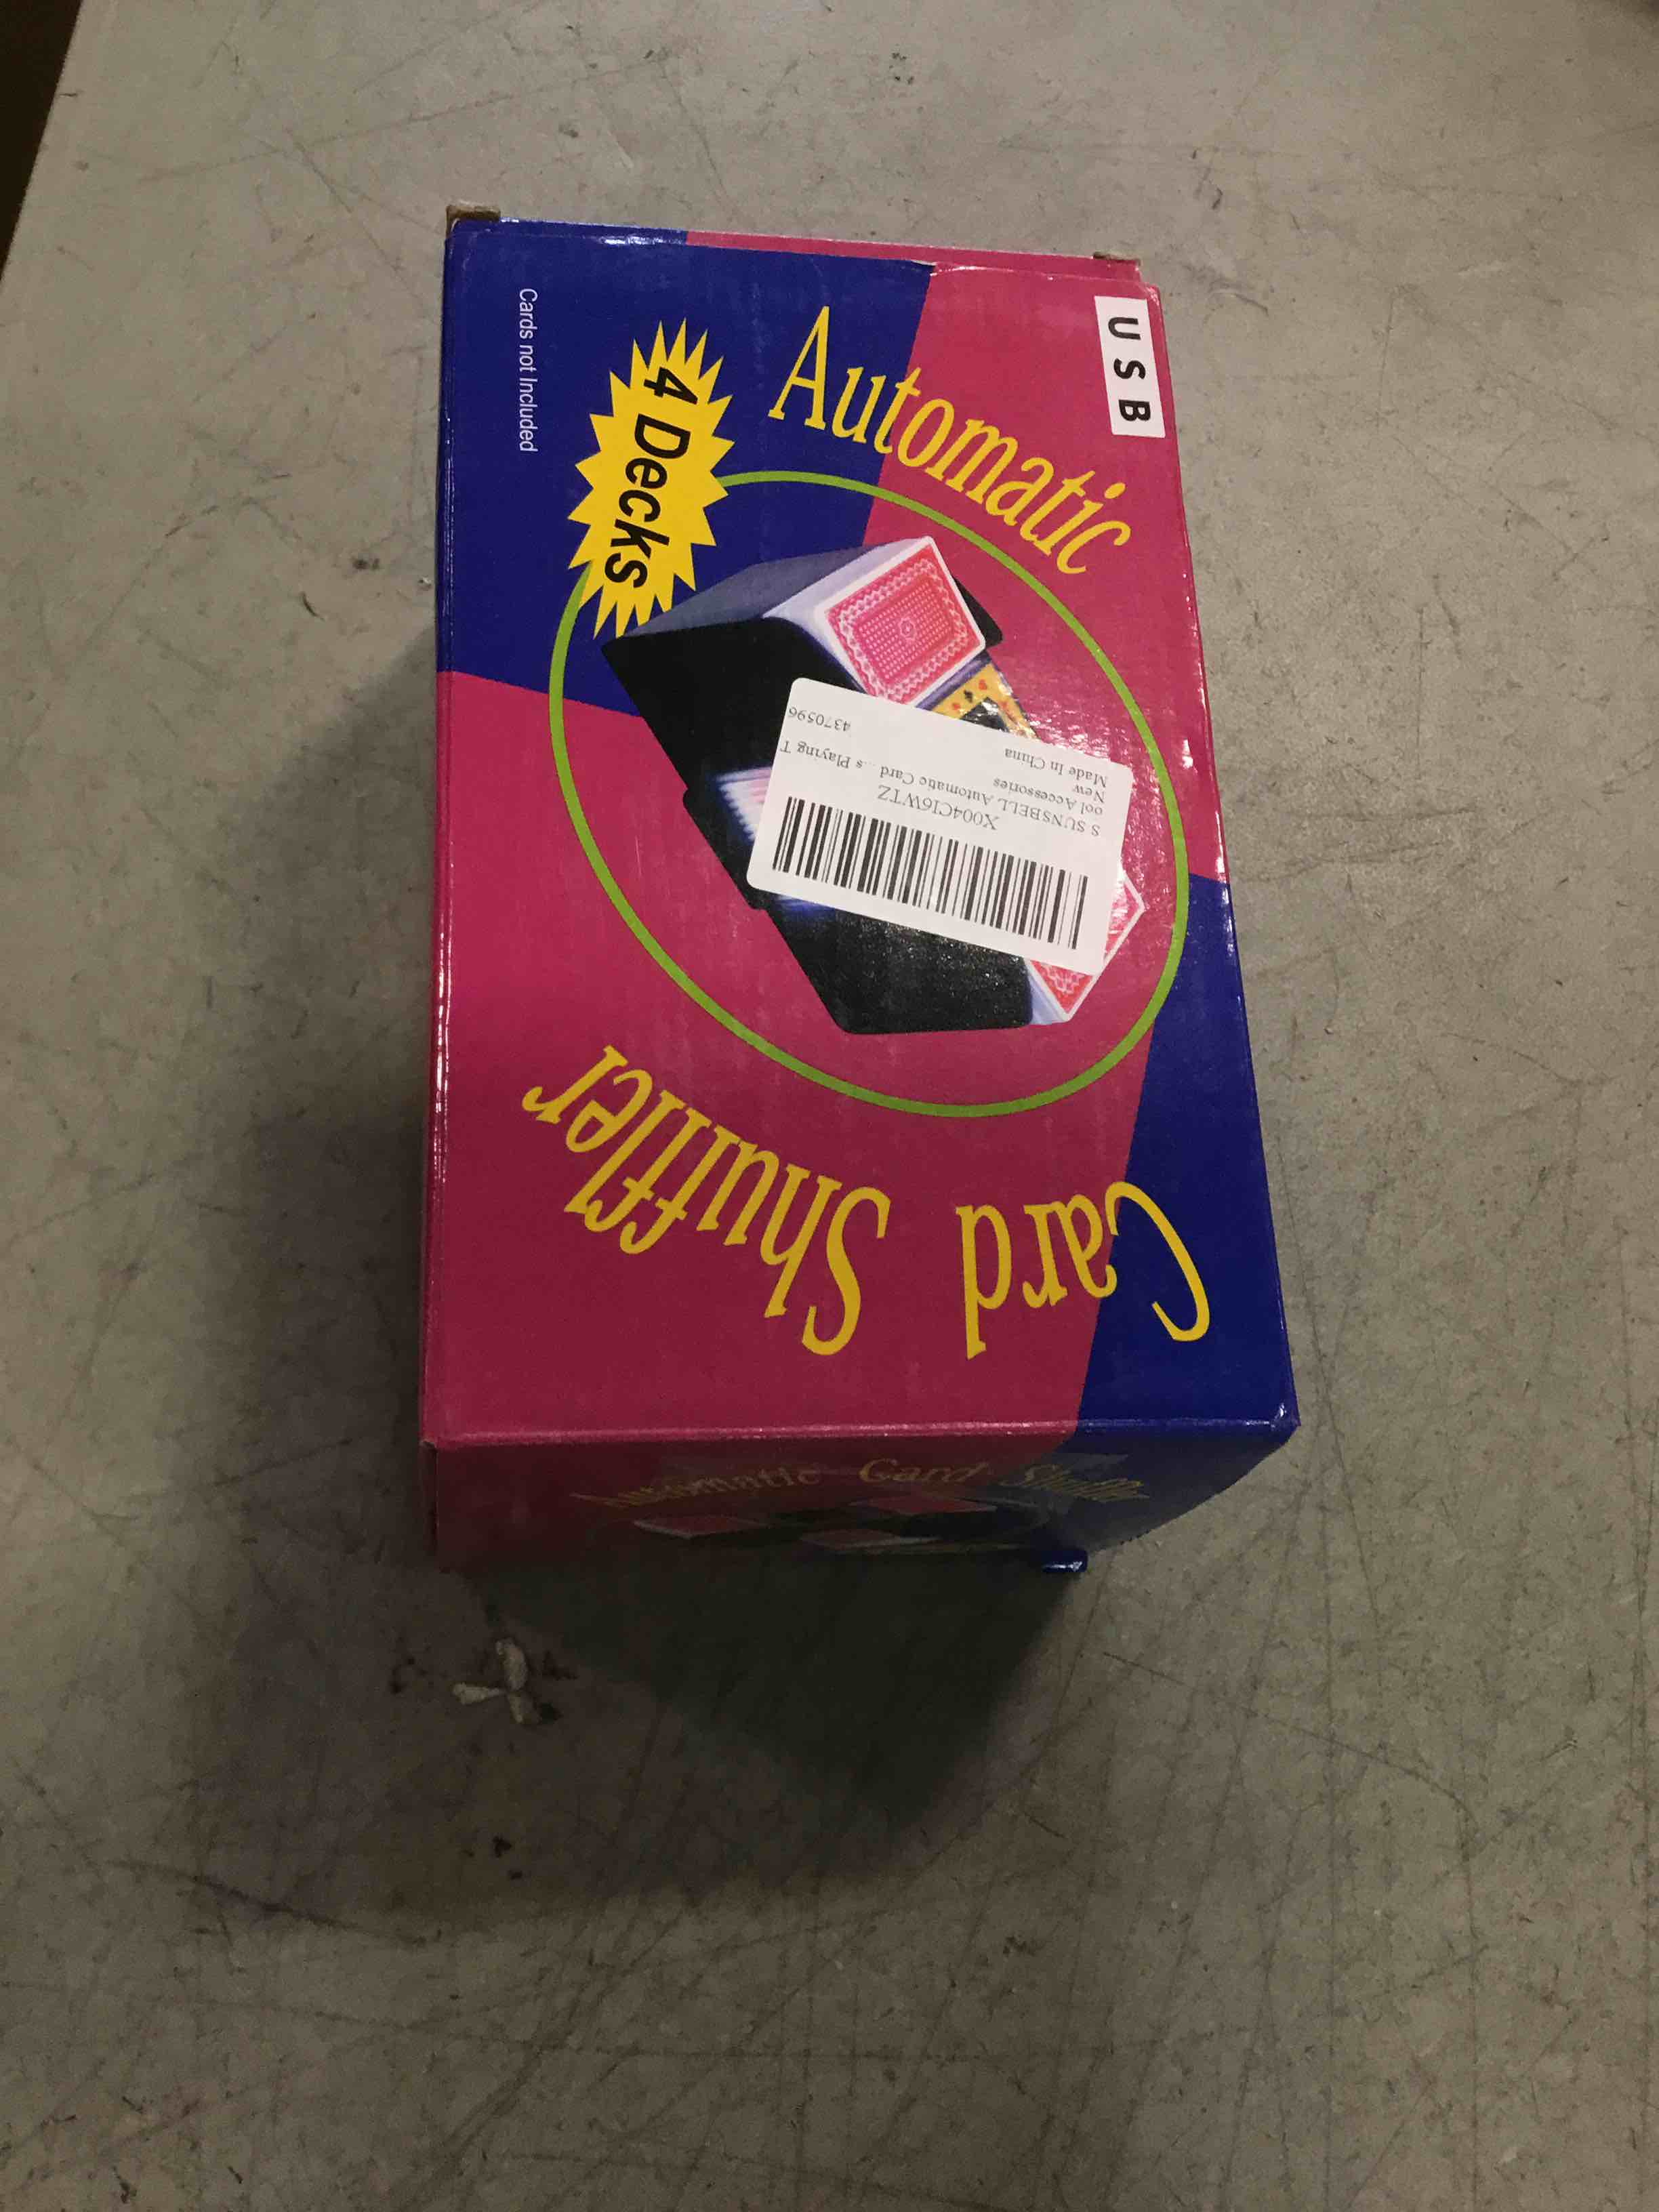 USB
Automatic
4 Decks
Cards not Included
X004CI6WTZ
S SUNSBELL Automatic Card ...s Playing T
ool Accessories
New
Made In China
4370596
Card Shuffler
Automatic Card Shuffler